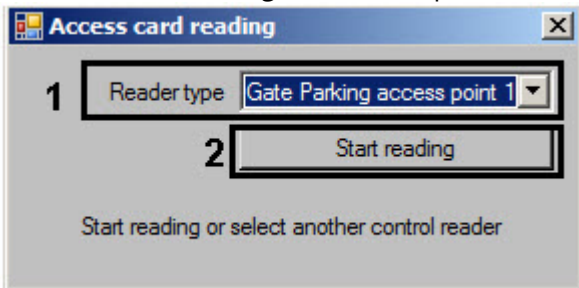 Access card reading
1 Reader type Gate Parking access point 1
2 Start reading
Start reading or select another control reader